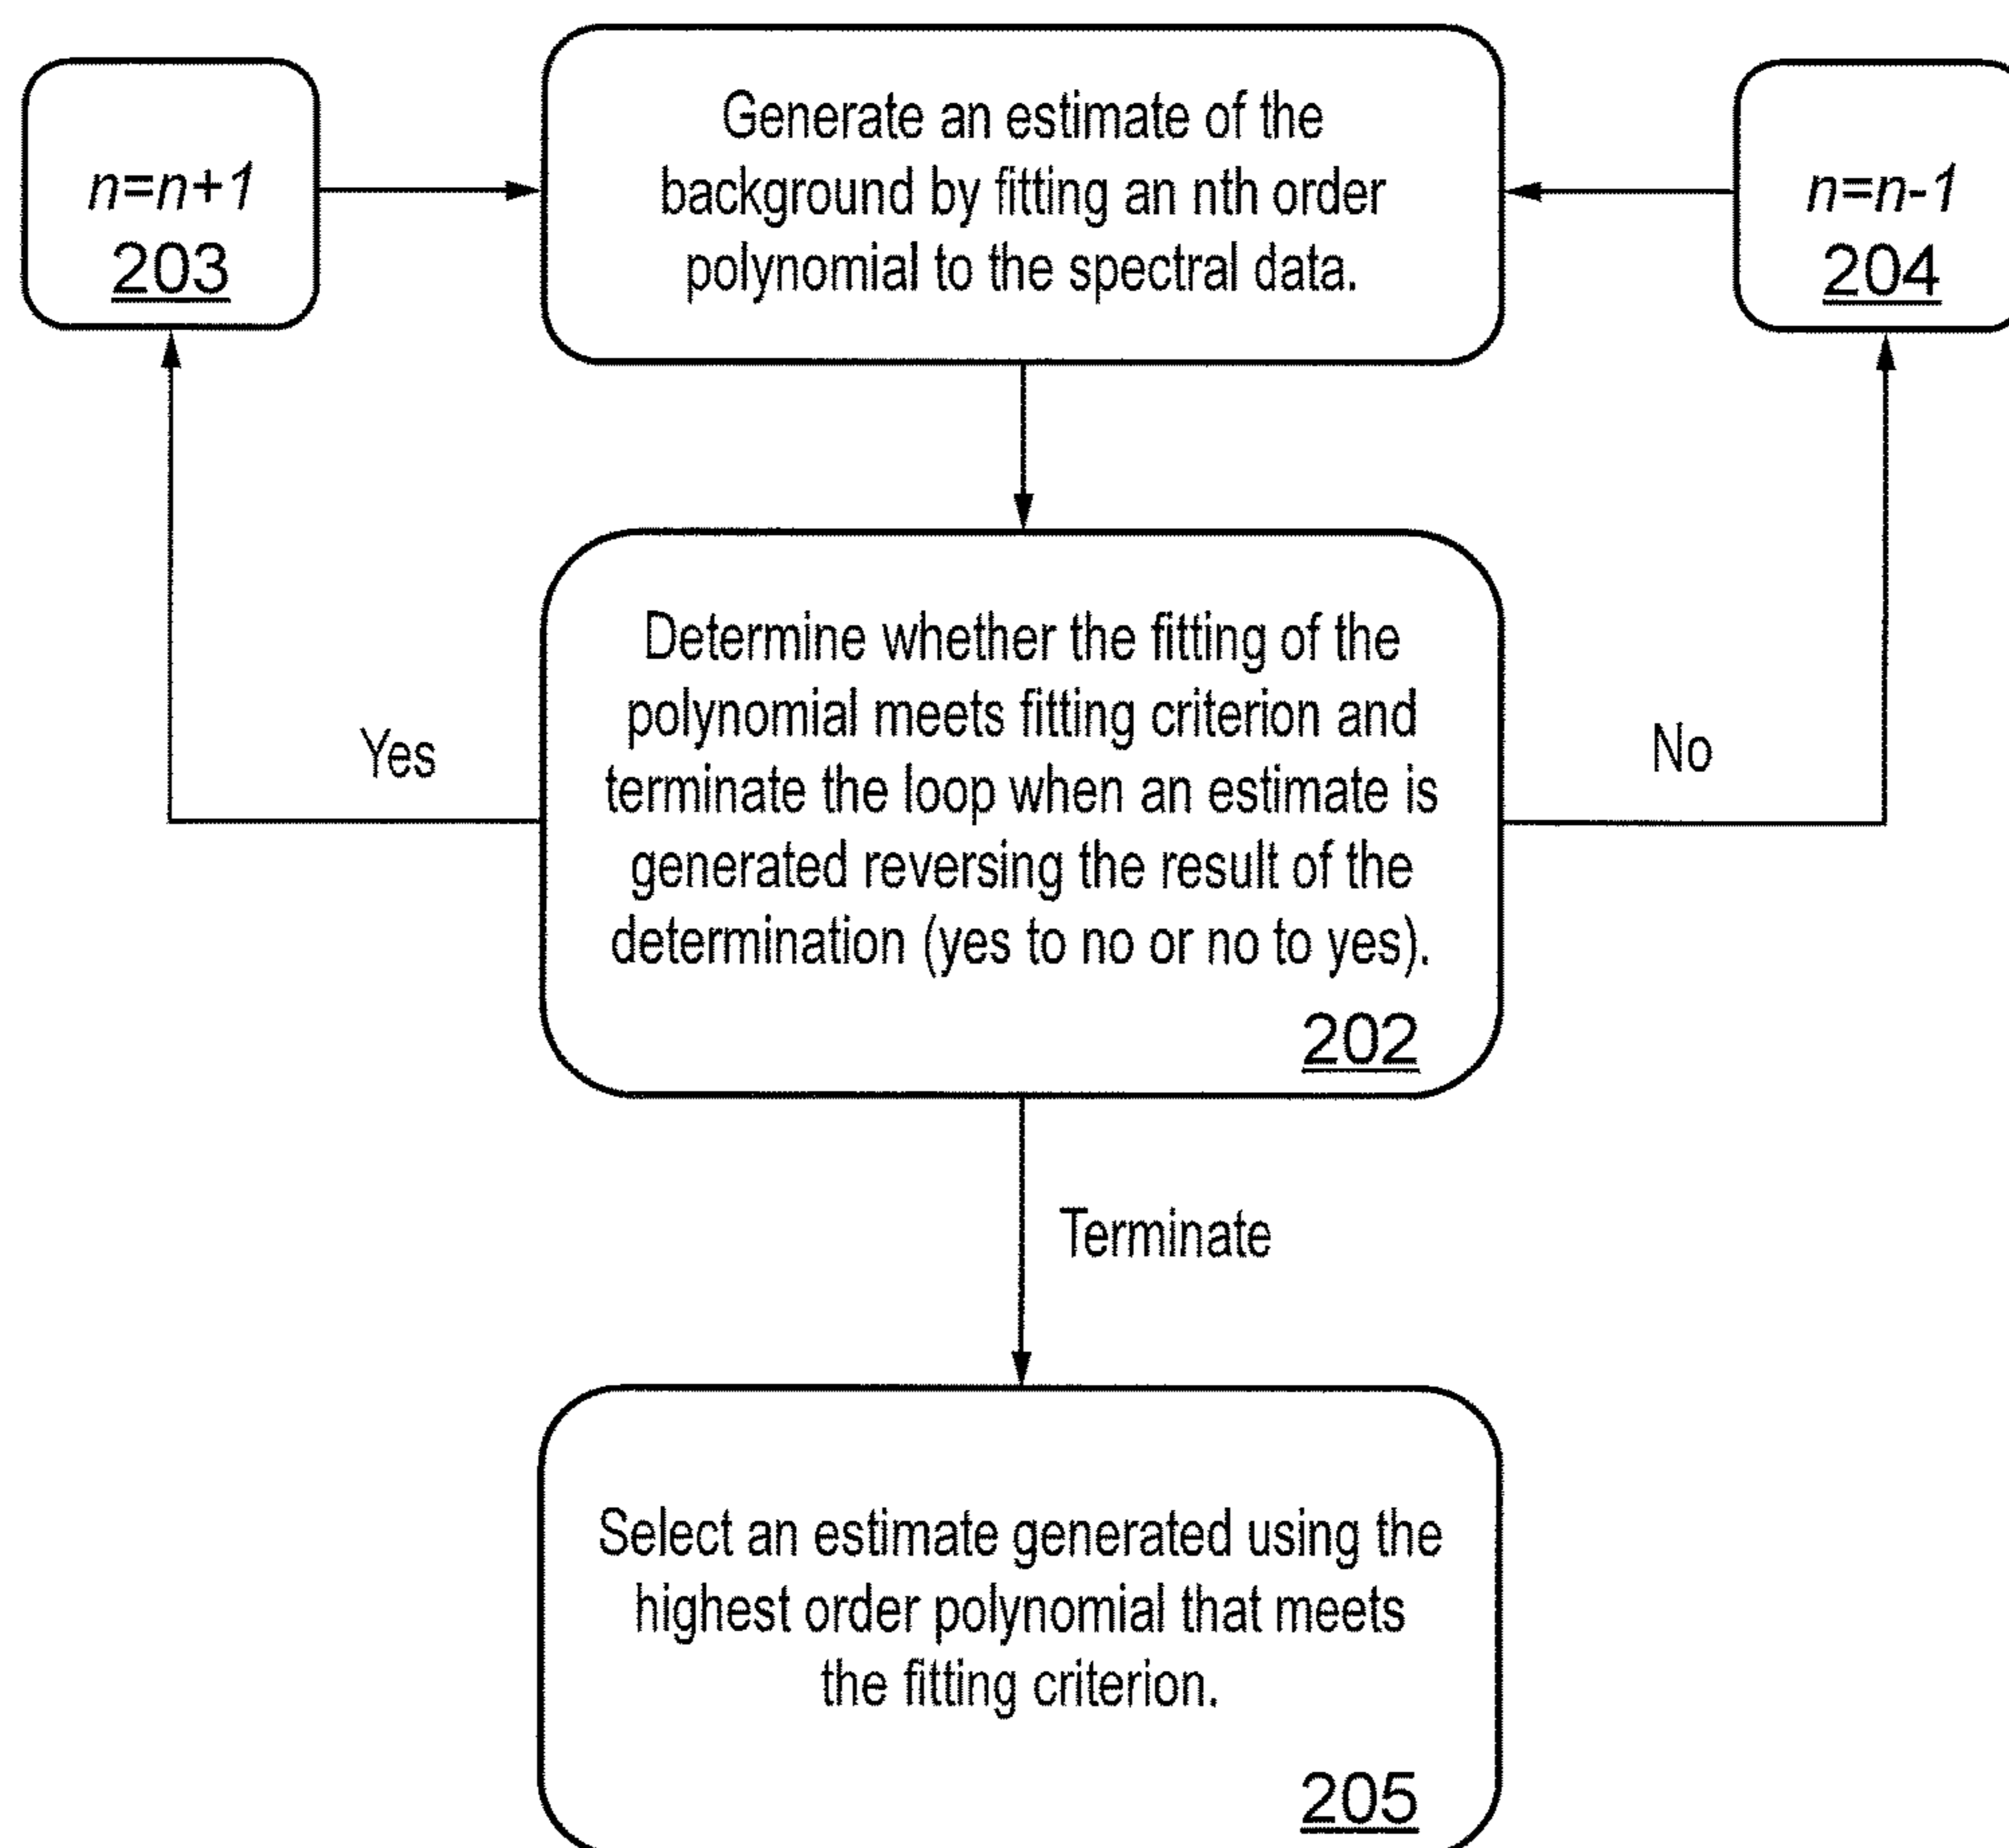 n=n+1
203
Generate an estimate of the
background by fitting an nth order
polynomial to the spectral data.
n=n-1
204
Determine whether the fitting of the
polynomial meets fitting criterion and
terminate the loop when an estimate is
generated reversing the result of the
determination (yes to no or no to yes).
202
Yes
No
Terminate
Select an estimate generated using the
highest order polynomial that meets
the fitting criterion.
205